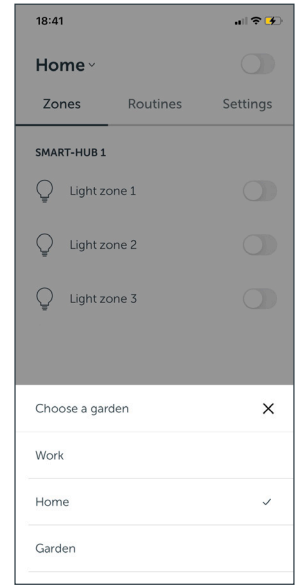 18:41
Home
Zones Routines Settings
SMART-HUB 1
Light zone 1
Light zone 2
Light zone 3
Choose a garden
Work
Home
Garden